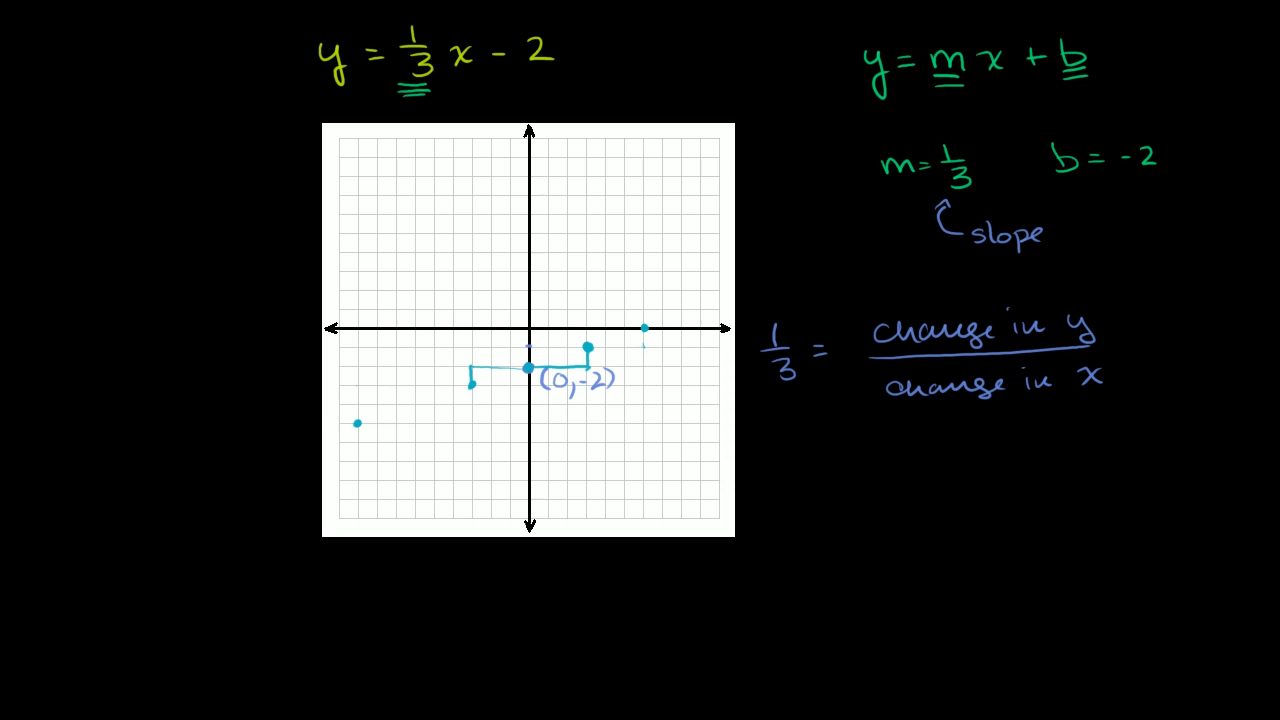 y = 1/3 x - 2
y = mx + b
m = 1/3 b = -2
slope
1/3 = change in y / change in x
(0,-2)